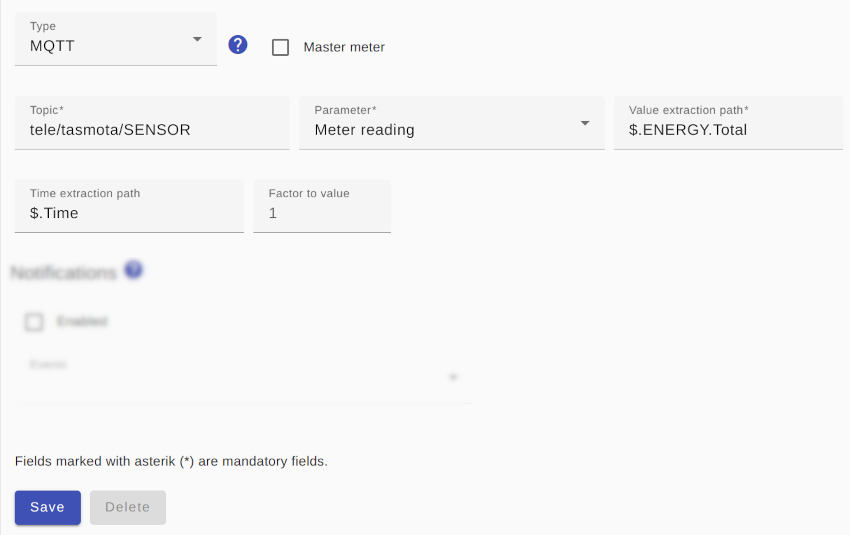 Type
MQTT
Master meter
Topic*
tele/tasmota/SENSOR
Parameter*
Meter reading
Value extraction path*
$.ENERGY.Total
Time extraction path
$.Time
Factor to value
1
Notifications
Enabled
Events
Fields marked with asterik (*) are mandatory fields.
Save
Delete